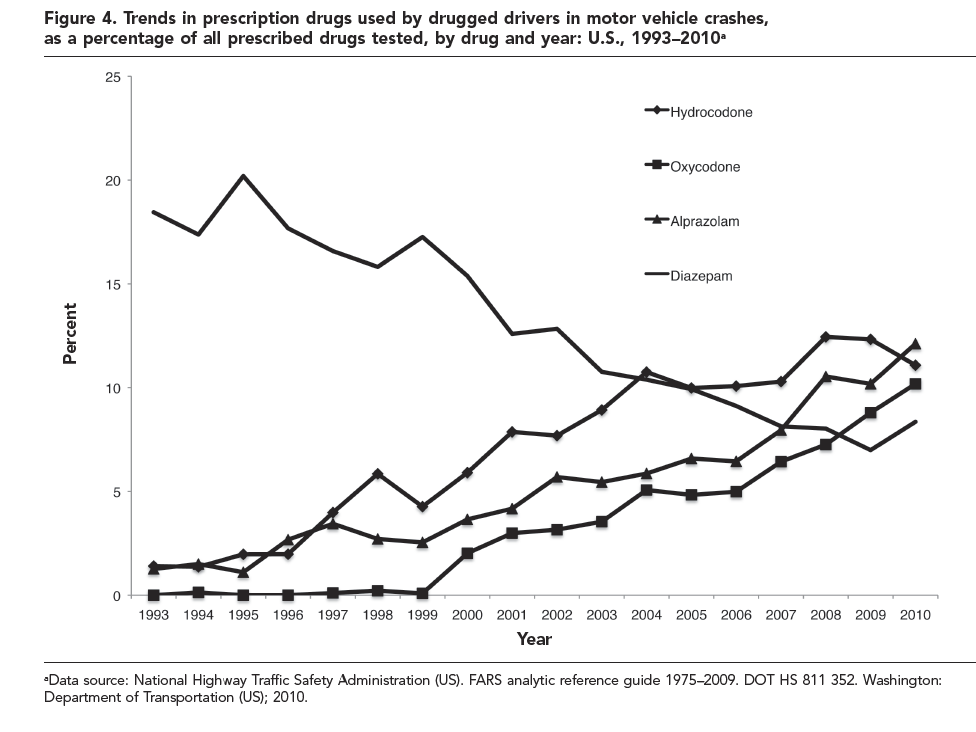 Figure 4. Trends in prescription drugs used by drugged drivers in motor vehicle crashes,
as a percentage of all prescribed drugs tested, by drug and year: U.S., 1993–2010ᵃ
25
20
15
10
5
0
Percent
Hydrocodone
Oxycodone
Alprazolam
Diazepam
1993 1994 1995 1996 1997 1998 1999 2000 2001 2002 2003 2004 2005 2006 2007 2008 2009 2010
Year
ᵃData source: National Highway Traffic Safety Administration (US). FARS analytic reference guide 1975–2009. DOT HS 811 352. Washington:
Department of Transportation (US); 2010.